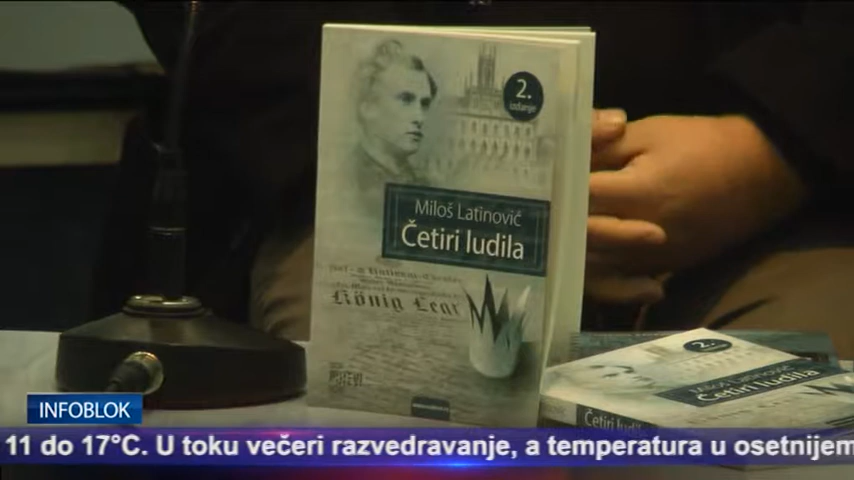 2.
izdanje
Miloš Latinović
Četiri ludila
König Lear
2.
Miloš Latinović
Četiri ludila
Četiri
INFOBLOK
11 do 17°C. U toku večeri razvedravanje, a temperatura u osetnijem